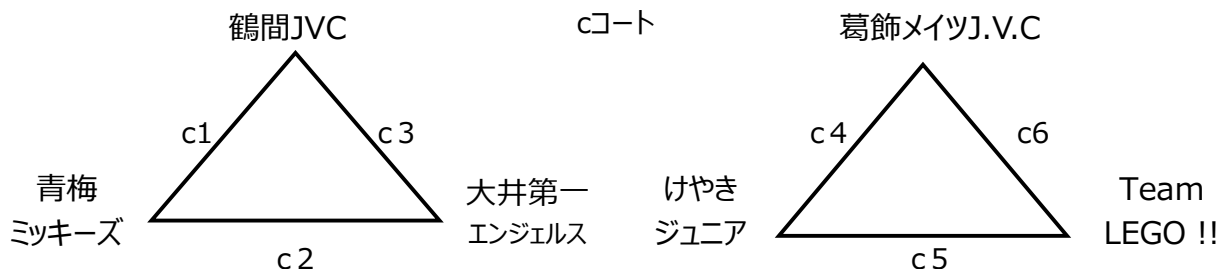 鶴間JVC
cコート
葛飾メイツJ.V.C
c1
c３
c４
c6
青梅
ミッキーズ
大井第一
エンジェルス
けやき
ジュニア
Team
LEGO !!
c２
c５